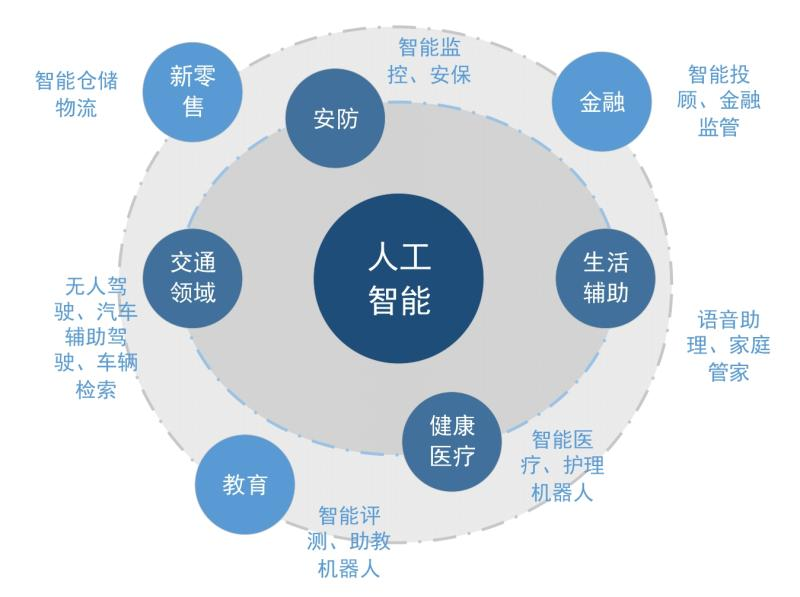 新零
售
智能仓储
物流
安防
智能监
控、安保
金融
智能投
顾、金融
监管
人工
智能
交通
领域
无人驾
驶、汽车
辅助驾
驶、车辆
检索
生活
辅助
语音助
理、家庭
管家
健康
医疗
智能医
疗、护理
机器人
教育
智能评
测、助教
机器人